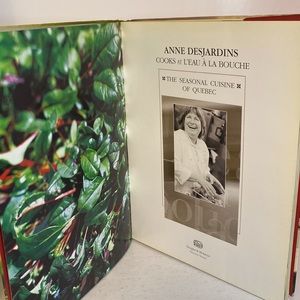 ANNE DESJARDINS
COOKS at L'EAU À LA BOUCHE
THE SEASONAL CUISINE
OF QUEBEC